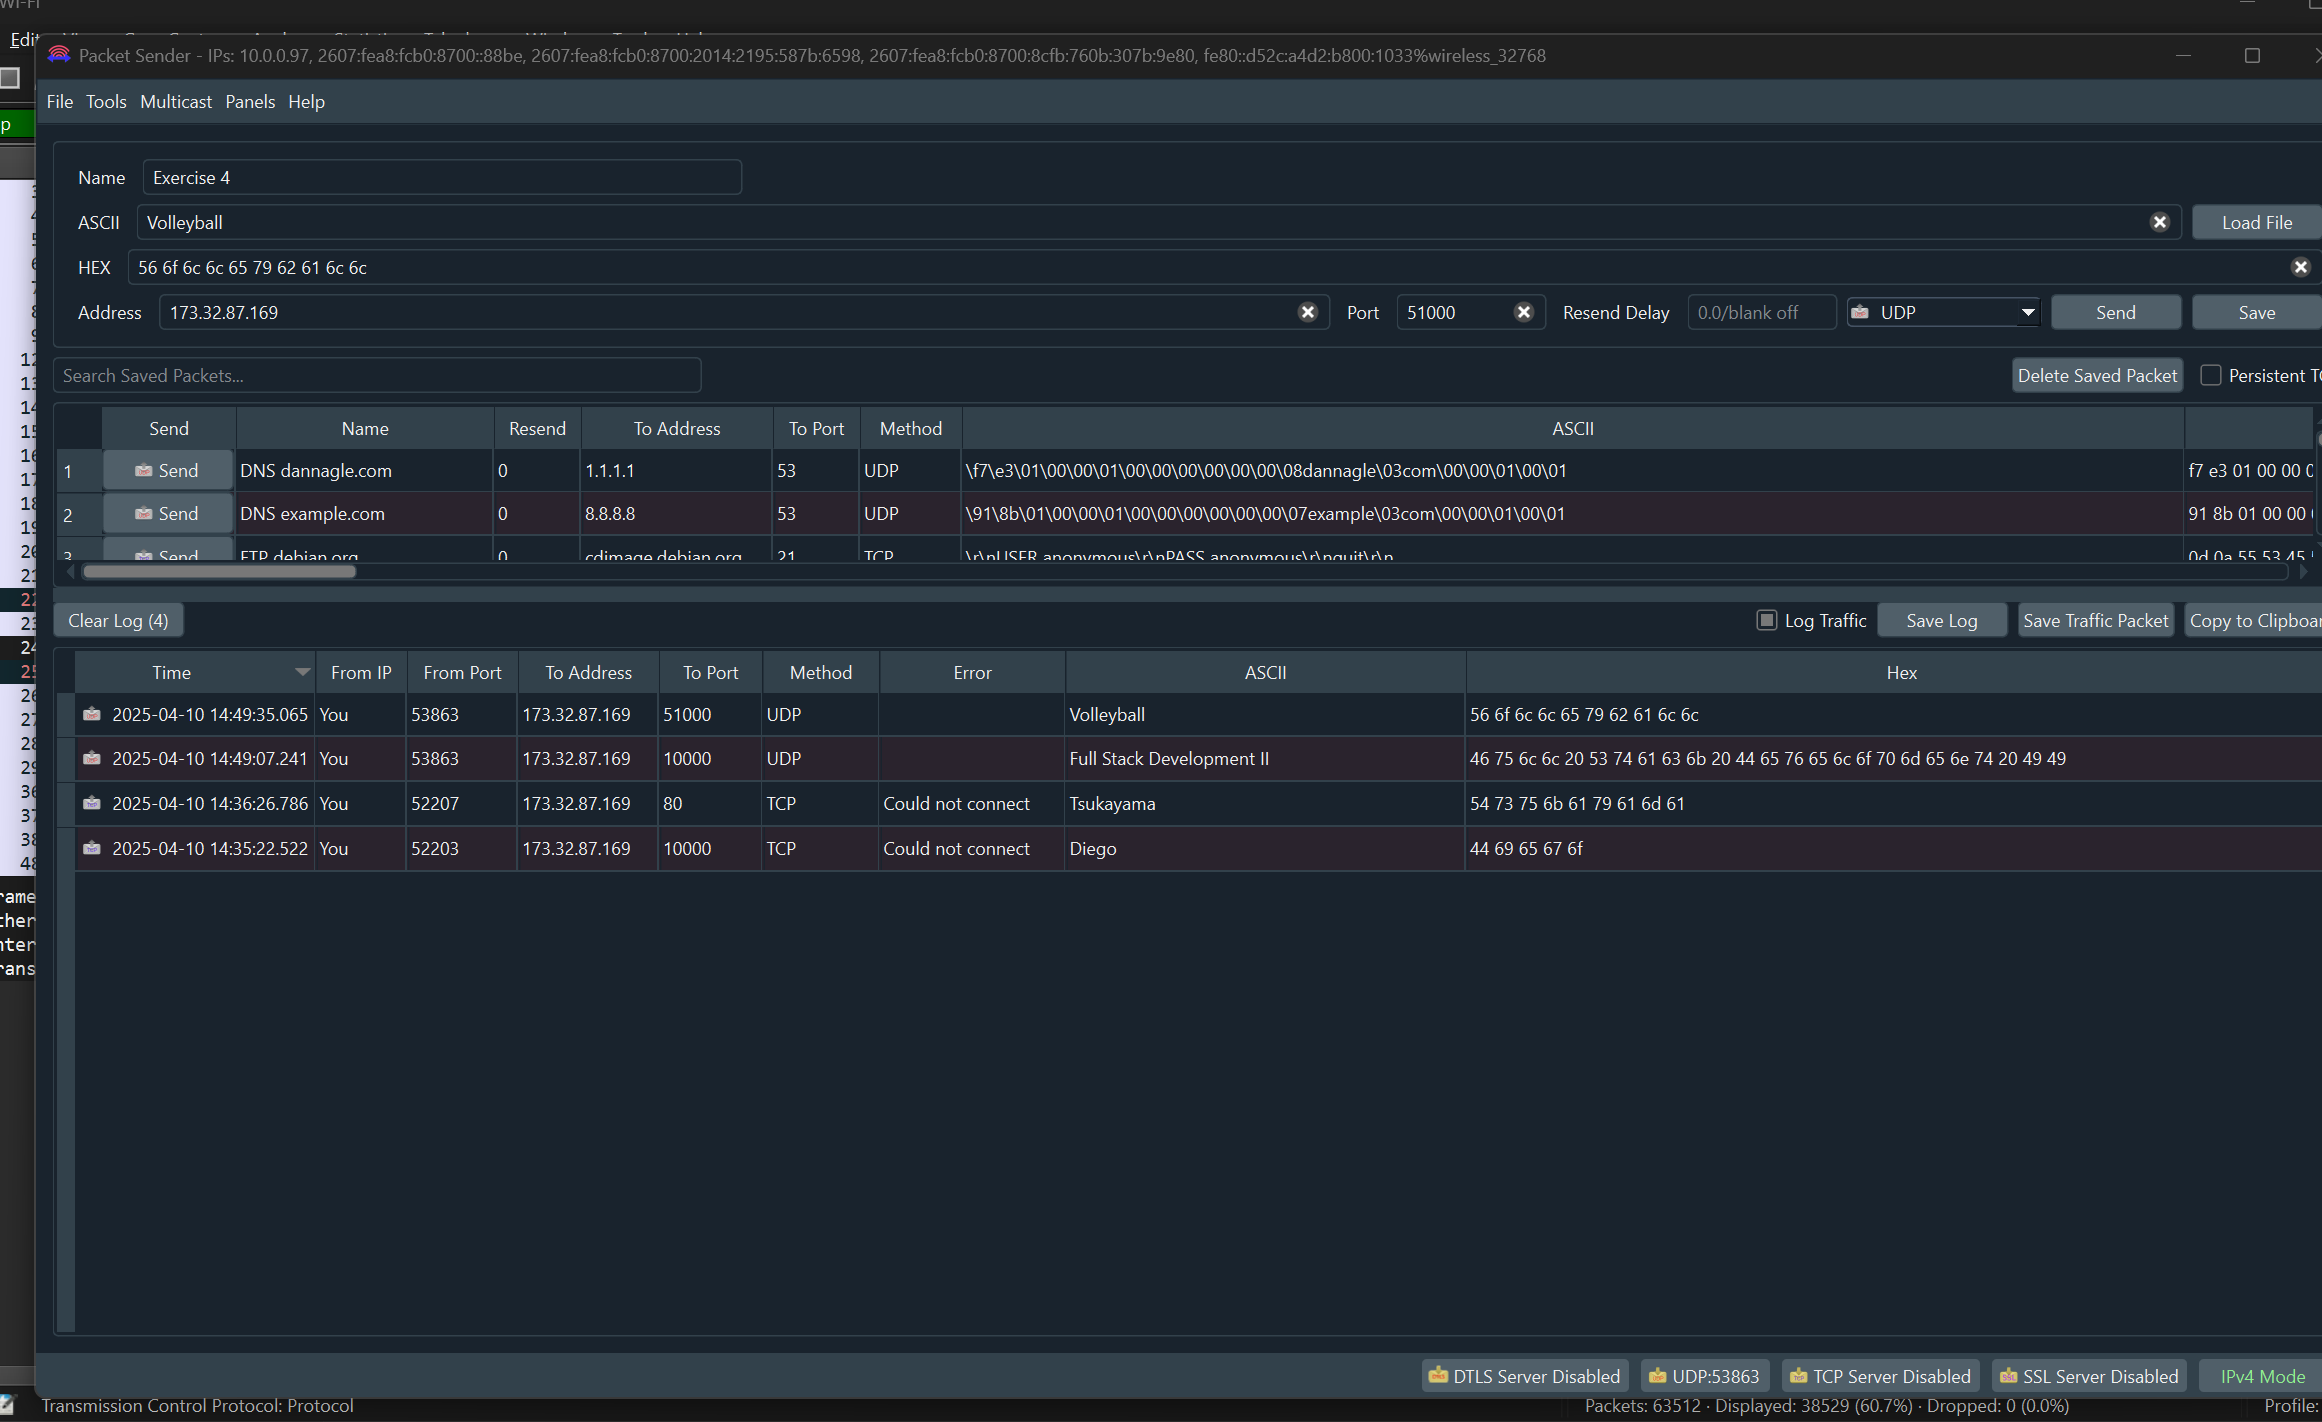 Edit
Packet Sender - IPs: 10.0.0.97, 2607:fea8:fcb0:8700::88be, 2607:fea8:fcb0:8700:2014:2195:587b:6598, 2607:fea8:fcb0:8700:8cfb:760b:307b:9e80, fe80::d52c:a4d2:b800:1033%wireless_32768
File Tools Multicast Panels Help
Name Exercise 4
ASCII Volleyball Load File
HEX 56 6f 6c 6c 65 79 62 61 6c 6c
Address 173.32.87.169 Port 51000 Resend Delay 0.0/blank off UDP Send Save
Search Saved Packets... Delete Saved Packet Persistent
Send Name Resend To Address To Port Method ASCII
1 Send DNS dannagle.com 0 1.1.1.1 53 UDP \f7\e3\01\00\00\01\00\00\00\00\00\00\08dannagle\03com\00\00\01\00\01 f7 e3 01 00 00 0
2 Send DNS example.com 0 8.8.8.8 53 UDP \91\8b\01\00\00\01\00\00\00\00\00\00\07example\03com\00\00\01\00\01 91 8b 01 00 00
3 Send FTP debian.org 0 cdimage.debian.org 21 TCP \r\nUSER anonymous\r\nPASS anonymous\r\nquit\r\n 0d 0a 55 53 45
Clear Log (4) Log Traffic Save Log Save Traffic Packet Copy to Clipboar
Time From IP From Port To Address To Port Method Error ASCII Hex
2025-04-10 14:49:35.065 You 53863 173.32.87.169 51000 UDP Volleyball 56 6f 6c 6c 65 79 62 61 6c 6c
2025-04-10 14:49:07.241 You 53863 173.32.87.169 10000 UDP Full Stack Development II 46 75 6c 6c 20 53 74 61 63 6b 20 44 65 76 65 6c 6f 70 6d 65 6e 74 20 49 49
2025-04-10 14:36:26.786 You 52207 173.32.87.169 80 TCP Could not connect Tsukayama 54 73 75 6b 61 79 61 6d 61
2025-04-10 14:35:22.522 You 52203 173.32.87.169 10000 TCP Could not connect Diego 44 69 65 67 6f
DTLS Server Disabled UDP:53863 TCP Server Disabled SSL Server Disabled IPv4 Mode
Transmission Control Protocol: Protocol Packets: 63512 · Displayed: 38529 (60.7%) · Dropped: 0 (0.0%) Profile: